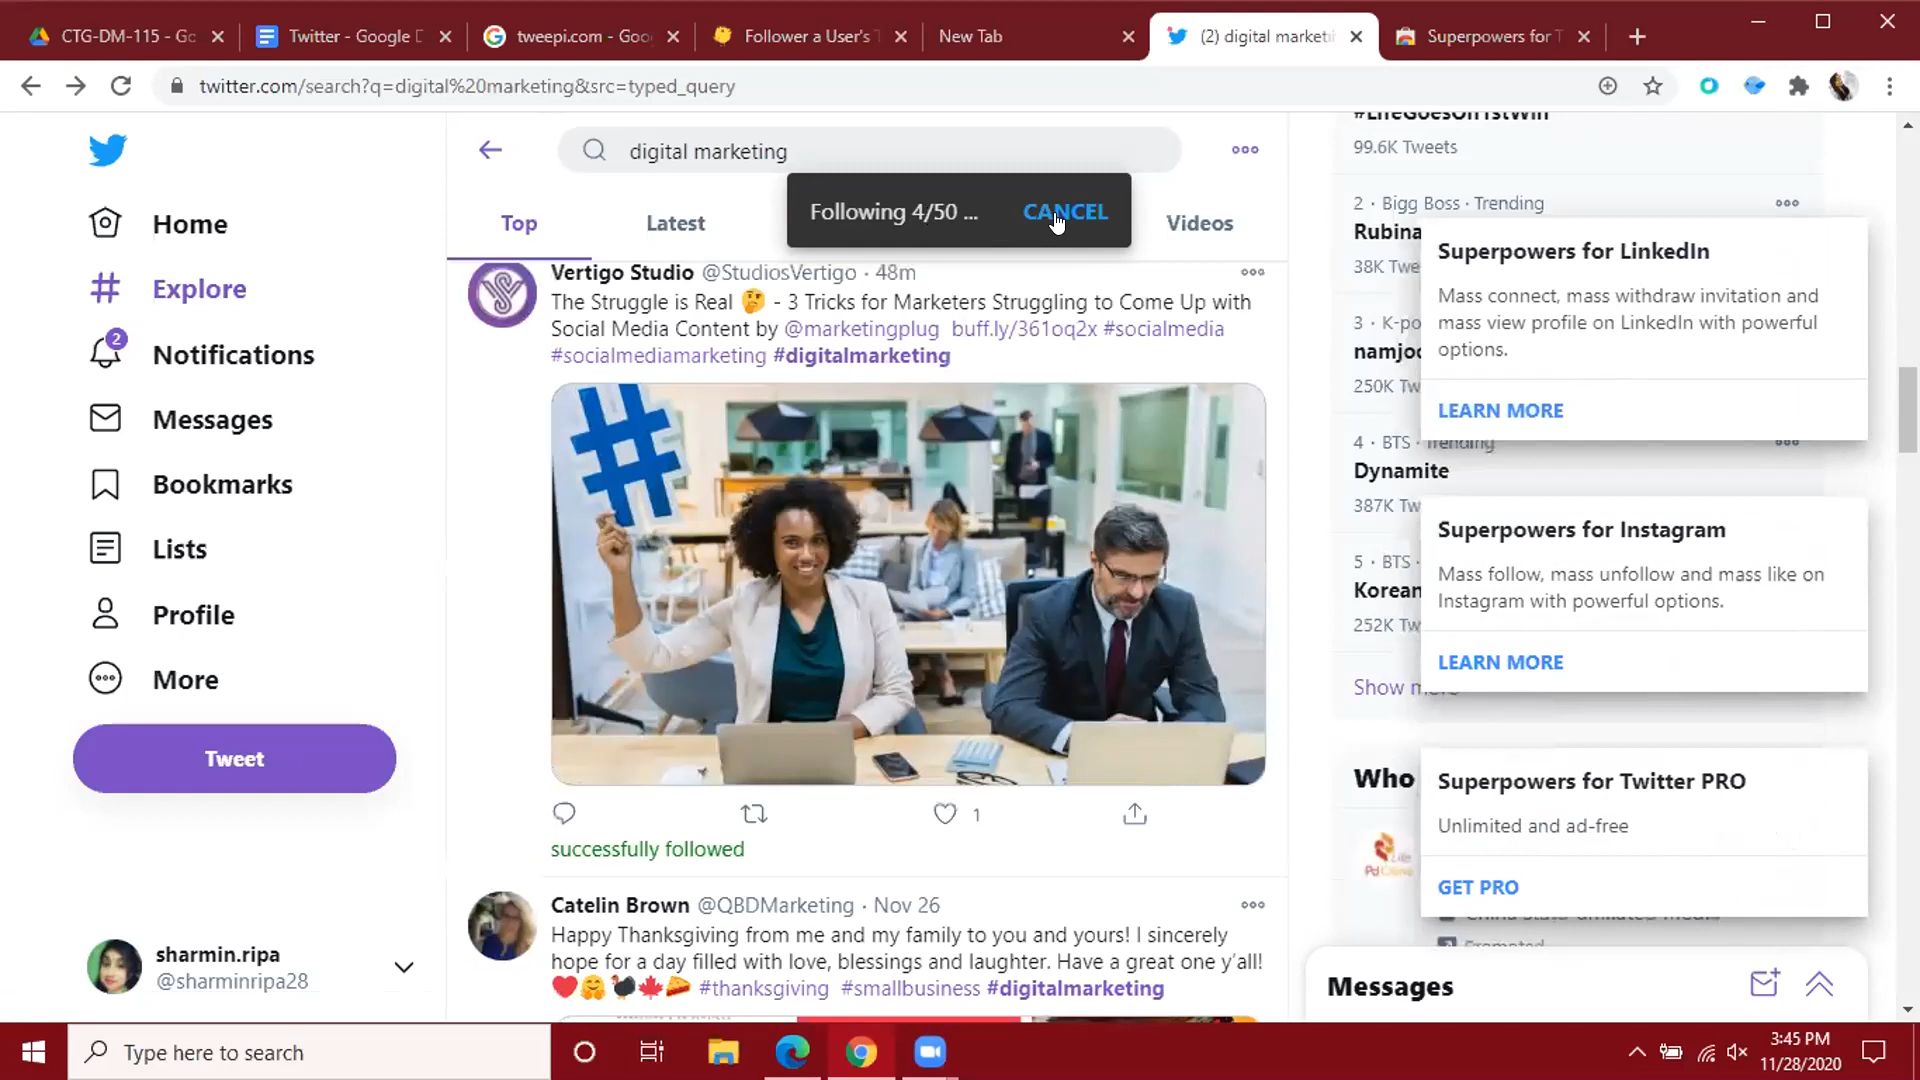 CTG-DM-115 - Go
Twitter - Google D
tweepi.com - Goo
Follower a User's T
New Tab
(2) digital marketi
Superpowers for T
twitter.com/search?q=digital%20marketing&src=typed_query
digital marketing
Following 4/50 ...
CANCEL
Top
Latest
Videos
Home
Explore
2
Notifications
Messages
Bookmarks
Lists
Profile
More
Tweet
sharmin.ripa
@sharminripa28
Vertigo Studio @StudiosVertigo · 48m
The Struggle is Real 🤔 - 3 Tricks for Marketers Struggling to Come Up with
Social Media Content by @marketingplug buff.ly/361oq2x #socialmedia
#socialmediamarketing #digitalmarketing
1
successfully followed
Catelin Brown @QBDMarketing · Nov 26
Happy Thanksgiving from me and my family to you and yours! I sincerely
hope for a day filled with love, blessings and laughter. Have a great one y'all!
❤️🤗🦃🍁🥧 #thanksgiving #smallbusiness #digitalmarketing
#LifeGoesOn1stWin
99.6K Tweets
2 · Bigg Boss · Trending
Rubina
38K Twe
3 · K-po
namjoo
250K Tw
4 · BTS · Trending
Dynamite
387K Tw
5 · BTS ·
Korean
252K Tw
Show more
Who
Promoted
Superpowers for LinkedIn
Mass connect, mass withdraw invitation and
mass view profile on LinkedIn with powerful
options.
LEARN MORE
Superpowers for Instagram
Mass follow, mass unfollow and mass like on
Instagram with powerful options.
LEARN MORE
Superpowers for Twitter PRO
Unlimited and ad-free
GET PRO
Messages
Type here to search
3:45 PM
11/28/2020